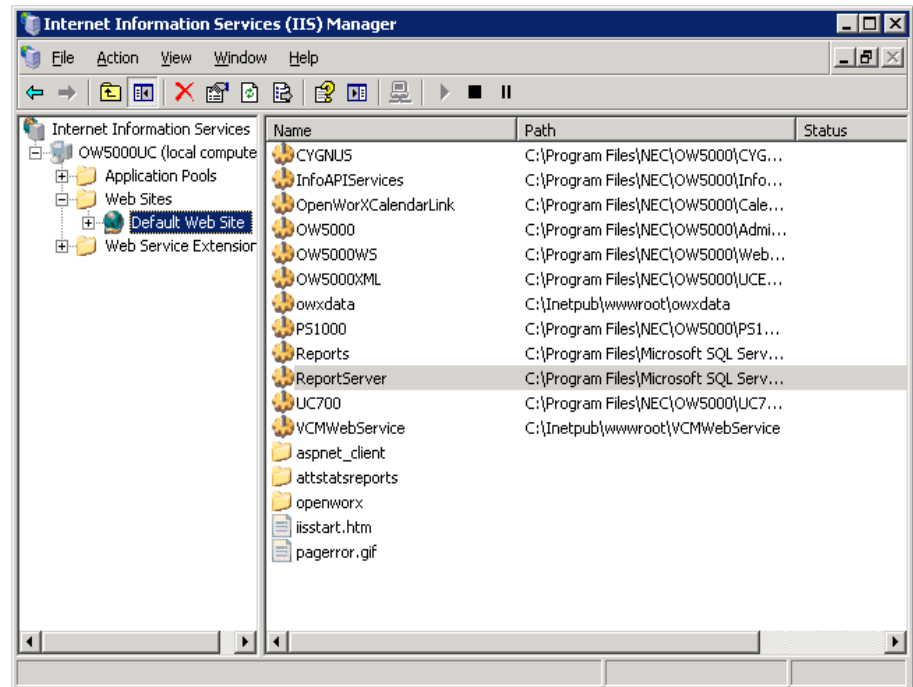 Internet Information Services (IIS) Manager
File Action View Window Help
Internet Information Services
OW5000UC (local compute
Application Pools
Web Sites
Default Web Site
Web Service Extension
Name Path Status
CYGNUS C:\Program Files\NEC\OW5000\CYG...
InfoAPIServices C:\Program Files\NEC\OW5000\Info...
OpenWorXCalendarLink C:\Program Files\NEC\OW5000\Cale...
OW5000 C:\Program Files\NEC\OW5000\Admi...
OW5000WS C:\Program Files\NEC\OW5000\Web...
OW5000XML C:\Program Files\NEC\OW5000\UCE...
owxdata C:\Inetpub\wwwroot\owxdata
PS1000 C:\Program Files\NEC\OW5000\PS1...
Reports C:\Program Files\Microsoft SQL Serv...
ReportServer C:\Program Files\Microsoft SQL Serv...
UC700 C:\Program Files\NEC\OW5000\UC7...
VCMWebService C:\Inetpub\wwwroot\VCMWebService
aspnet_client
attstatsreports
openworx
iisstart.htm
pagerror.gif